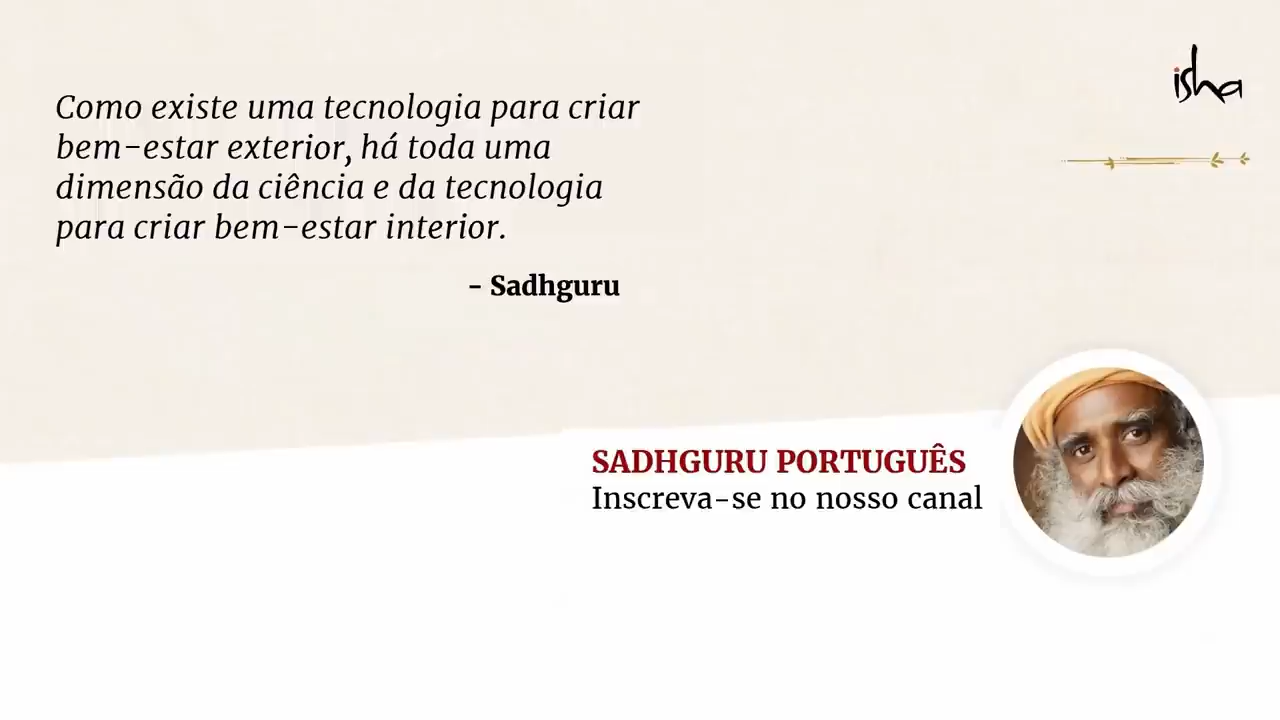 isha
Como existe uma tecnologia para criar
bem-estar exterior, há toda uma
dimensão da ciência e da tecnologia
para criar bem-estar interior.
- Sadhguru
SADHGURU PORTUGUÊS
Inscreva-se no nosso canal